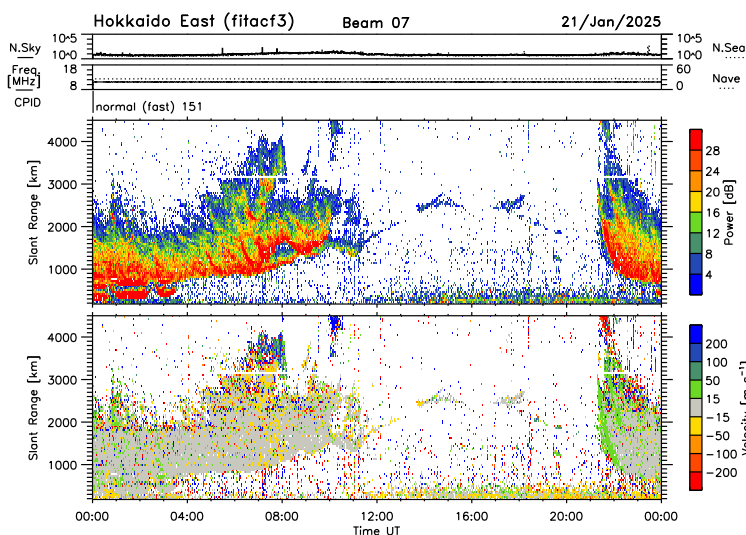 Hokkaido East (fitacf3) Beam 07 21/Jan/2025
N.Sky 10^5 10^0 10^5 10^0 N.Sea
Freq. [MHz] 18 8 60 0 Nave
CPID normal (fast) 151
Slant Range [km] 4000 3000 2000 1000
Power [dB] 28 24 20 16 12 8 4
Slant Range [km] 4000 3000 2000 1000
200 100 50 15 -15 -50 -100 -200
00:00 04:00 08:00 12:00 16:00 20:00 00:00
Time UT